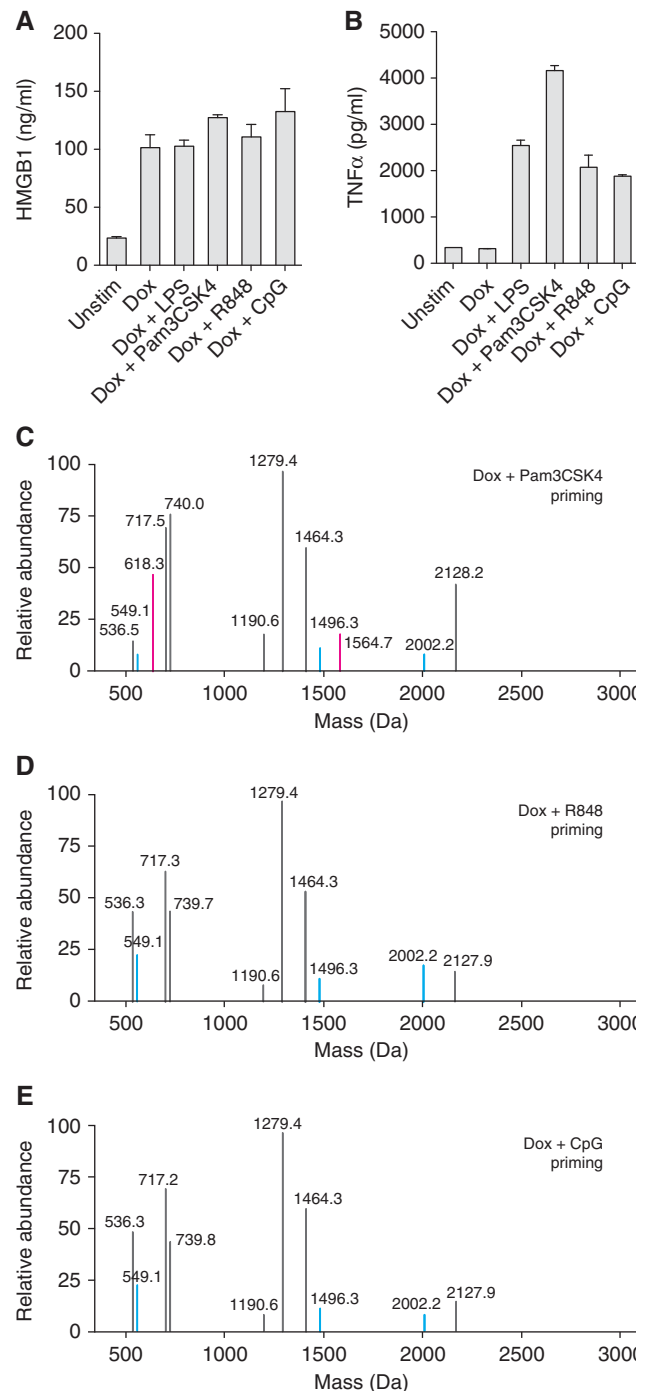 A
HMGB1 (ng/ml)
200
150
100
50
0
Unstim
Dox
Dox + LPS
Dox + Pam3CSK4
Dox + R848
Dox + CpG
B
TNFα (pg/ml)
5000
4000
3000
2000
1000
0
Unstim
Dox
Dox + LPS
Dox + Pam3CSK4
Dox + R848
Dox + CpG
C
Relative abundance
100
75
50
25
0
Dox + Pam3CSK4
priming
1279.4
740.0
717.5
1464.3
618.3
2128.2
549.1
536.5
1190.6
1496.3
1564.7
2002.2
500 1000 1500 2000 2500 3000
Mass (Da)
D
Relative abundance
100
75
50
25
0
Dox + R848
priming
1279.4
717.3
536.3
739.7
1464.3
549.1
1190.6
1496.3
2002.2
2127.9
500 1000 1500 2000 2500 3000
Mass (Da)
E
Relative abundance
100
75
50
25
0
Dox + CpG
priming
1279.4
717.2
536.3
739.8
1464.3
549.1
1190.6
1496.3
2002.2
2127.9
500 1000 1500 2000 2500 3000
Mass (Da)